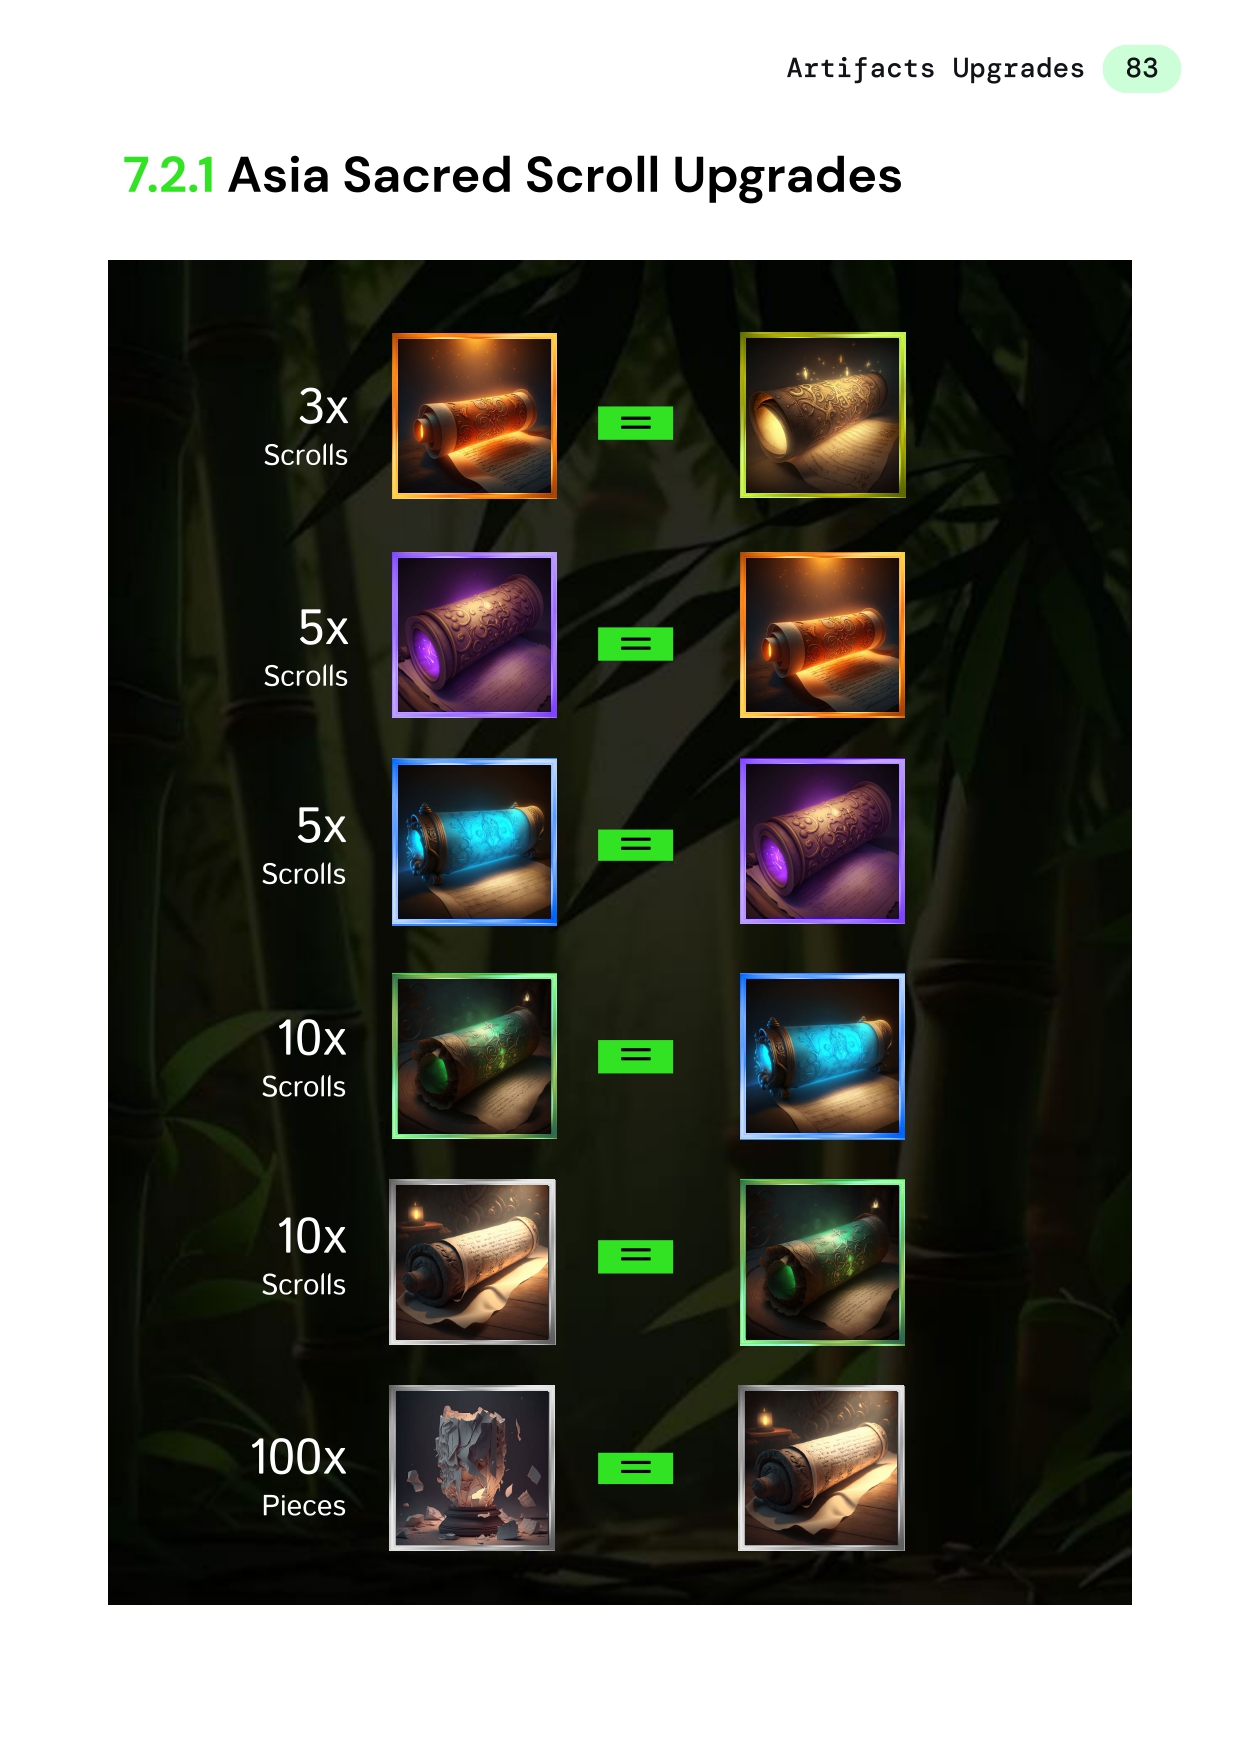 Artifacts Upgrades 83
7.2.1 Asia Sacred Scroll Upgrades
3x
Scrolls
=
5x
Scrolls
=
5x
Scrolls
=
10x
Scrolls
=
10x
Scrolls
=
100x
Pieces
=